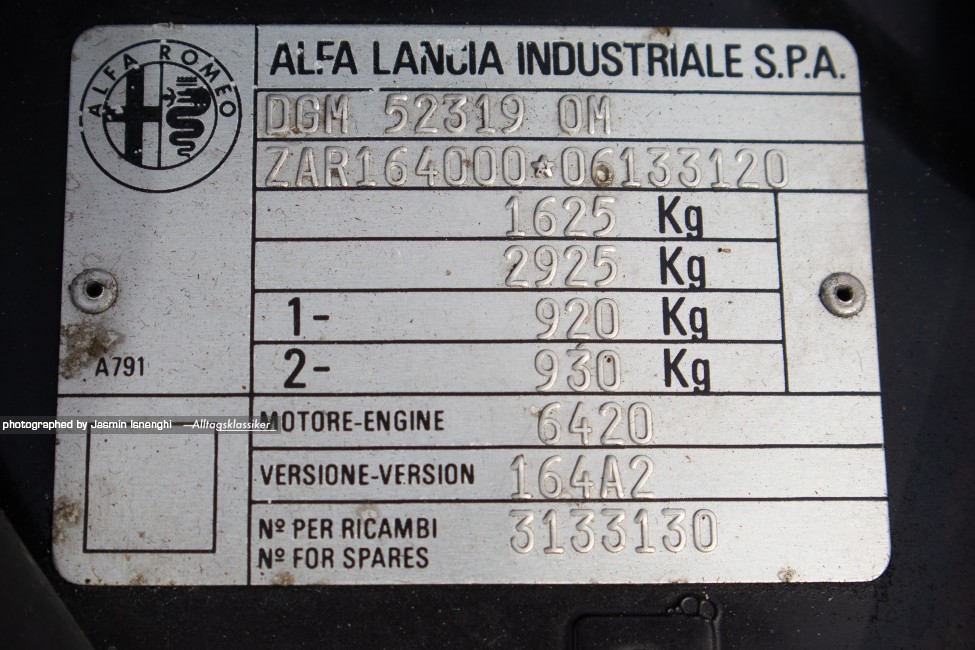 ALFA ROMEO
ALFA LANCIA INDUSTRIALE S.P.A.
DGM 52319 OM
ZAR164000*06133120
1625 Kg
2925 Kg
1- 920 Kg
2- 930 Kg
A791
photographed by Jasmin Isnenghi —Alltagsklassiker
MOTORE-ENGINE 6420
VERSIONE-VERSION 164A2
Nº PER RICAMBI 3133130
Nº FOR SPARES